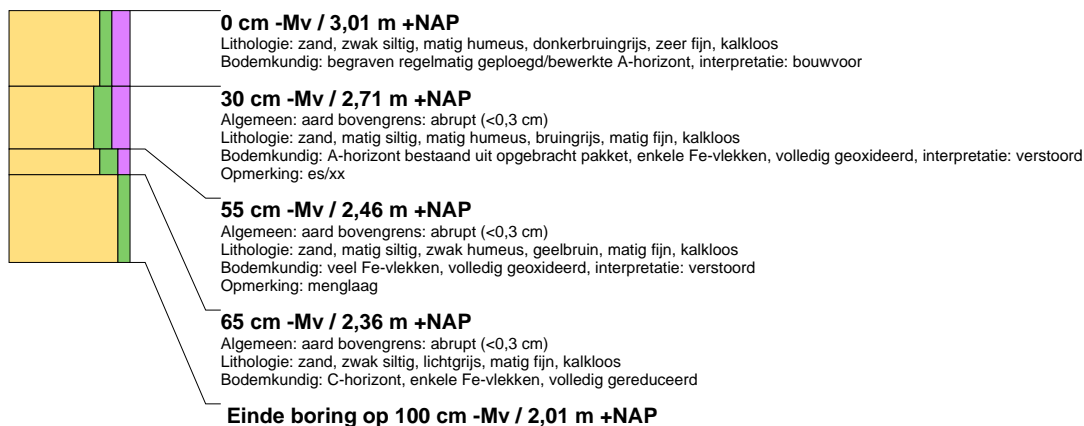 0 cm -Mv / 3,01 m +NAP
Lithologie: zand, zwak siltig, matig humeus, donkerbruingrijs, zeer fijn, kalkloos
Bodemkundig: begraven regelmatig geploegd/bewerkte A-horizont, interpretatie: bouwvoor
30 cm -Mv / 2,71 m +NAP
Algemeen: aard bovengrens: abrupt (<0,3 cm)
Lithologie: zand, matig siltig, matig humeus, bruingrijs, matig fijn, kalkloos
Bodemkundig: A-horizont bestaand uit opgebracht pakket, enkele Fe-vlekken, volledig geoxideerd, interpretatie: verstoord
Opmerking: es/xx
55 cm -Mv / 2,46 m +NAP
Algemeen: aard bovengrens: abrupt (<0,3 cm)
Lithologie: zand, matig siltig, zwak humeus, geelbruin, matig fijn, kalkloos
Bodemkundig: veel Fe-vlekken, volledig geoxideerd, interpretatie: verstoord
Opmerking: menglaag
65 cm -Mv / 2,36 m +NAP
Algemeen: aard bovengrens: abrupt (<0,3 cm)
Lithologie: zand, zwak siltig, lichtgrijs, matig fijn, kalkloos
Bodemkundig: C-horizont, enkele Fe-vlekken, volledig gereduceerd
Einde boring op 100 cm -Mv / 2,01 m +NAP